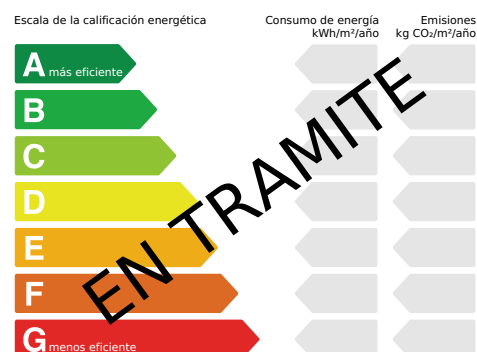 Escala de la calificación energética
Consumo de energía
kWh/m²/año
Emisiones
kg CO₂/m²/año
A más eficiente
B
C
D
E
F
G menos eficiente
EN TRAMITE